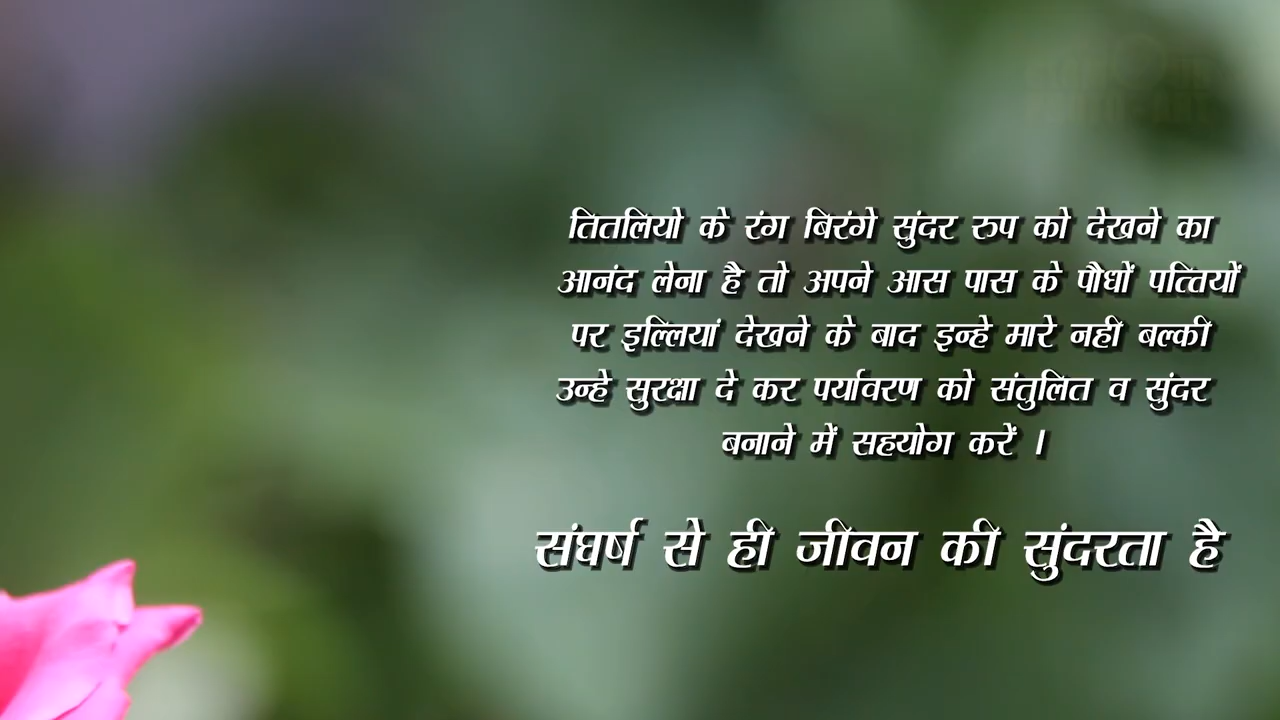 तितलियो के रंग बिरंगे सुंदर रुप को देखने का
आनंद लेना है तो अपने आस पास के पौधों पत्तियों
पर इल्लियां देखने के बाद इन्हे मारे नही बल्की
उन्हे सुरक्षा दे कर पर्यावरण को संतुलित व सुंदर
बनाने में सहयोग करें ।
संघर्ष से ही जीवन की सुंदरता है